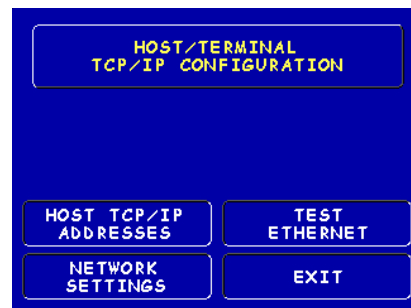 HOST/TERMINAL
TCP/IP CONFIGURATION
HOST TCP/IP
ADDRESSES
TEST
ETHERNET
NETWORK
SETTINGS
EXIT